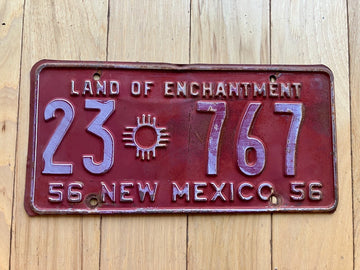 LAND OF ENCHANTMENT
23 767
56 NEW MEXICO 56